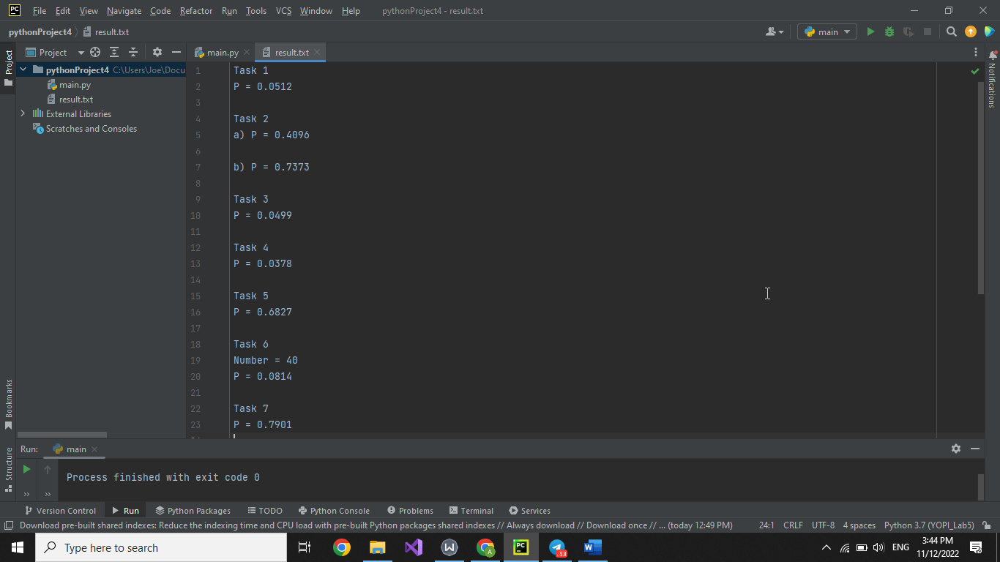 PC File Edit View Navigate Code Refactor Run Tools VCS Window Help pythonProject4 - result.txt
pythonProject4 result.txt main
Project main.py result.txt
Project
pythonProject4 C:\Users\Joe\Docu
main.py
result.txt
External Libraries
Scratches and Consoles
Bookmarks
Structure
1 Task 1
2 P = 0.0512
3
4 Task 2
5 a) P = 0.4096
6
7 b) P = 0.7373
8
9 Task 3
10 P = 0.0499
11
12 Task 4
13 P = 0.0378
14
15 Task 5
16 P = 0.6827
17
18 Task 6
19 Number = 40
20 P = 0.0814
21
22 Task 7
23 P = 0.7901
Notifications
Run: main
Process finished with exit code 0
Version Control Run Python Packages TODO Python Console Problems Terminal Services
Download pre-built shared indexes: Reduce the indexing time and CPU load with pre-built Python packages shared indexes // Always download // Download once // ... (today 12:49 PM) 24:1 CRLF UTF-8 4 spaces Python 3.7 (YOPI_Lab5)
Type here to search A PC 53 W ENG 3:44 PM
11/12/2022